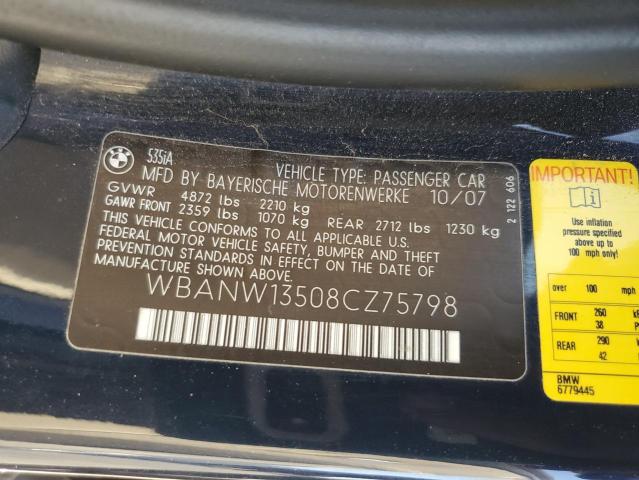 BMW
535iA
VEHICLE TYPE: PASSENGER CAR
MFD BY BAYERISCHE MOTORENWERKE 10/07
GVWR 4872 lbs 2210 kg
GAWR FRONT 2359 lbs 1070 kg REAR 2712 lbs 1230 kg
THIS VEHICLE CONFORMS TO ALL APPLICABLE U.S.
FEDERAL MOTOR VEHICLE SAFETY, BUMPER AND THEFT
PREVENTION STANDARDS IN EFFECT ON THE DATE OF
MANUFACTURE SHOWN ABOVE.
WBANW13508CZ75798
2 122 606
IMPORTANT!
Use inflation
pressure specified
above or up to
100 mph only!
over 100 mph
FRONT 260
38
REAR 290
42
BMW
6779445